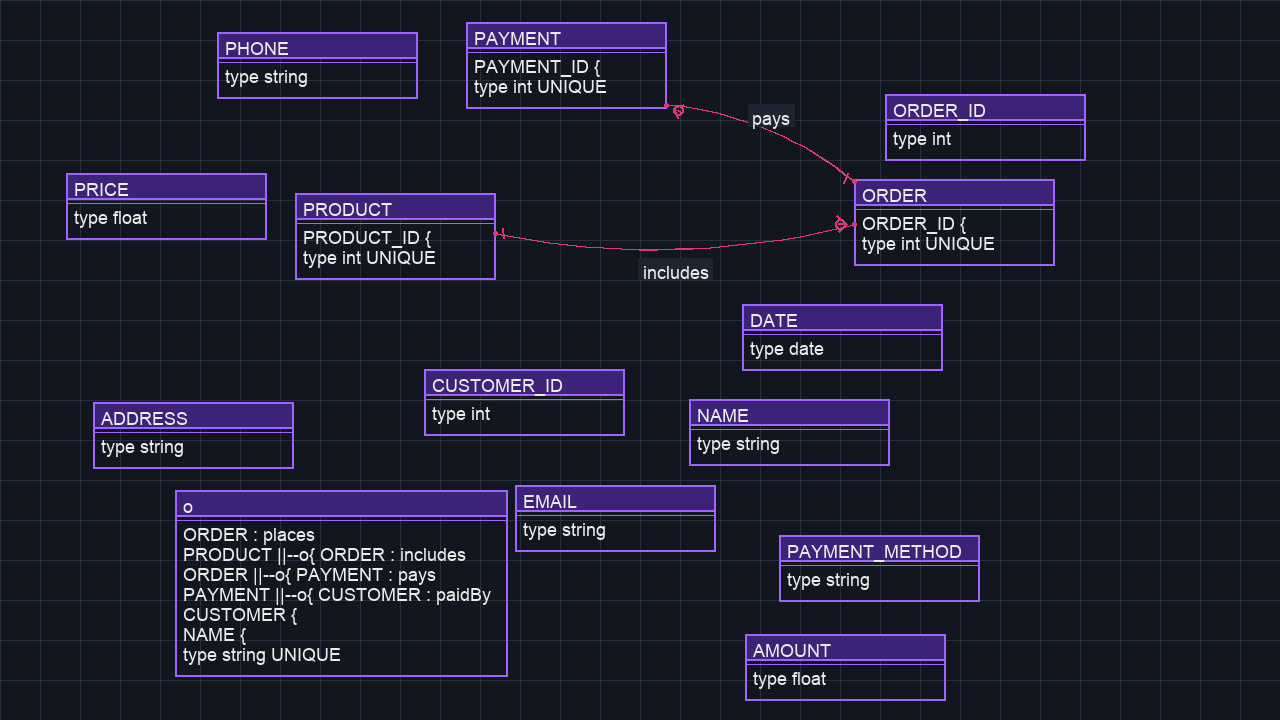 PHONE
type string
PAYMENT
PAYMENT_ID {
type int UNIQUE
pays
ORDER_ID
type int
PRICE
type float
PRODUCT
PRODUCT_ID {
type int UNIQUE
includes
ORDER
ORDER_ID {
type int UNIQUE
DATE
type date
CUSTOMER_ID
type int
ADDRESS
type string
NAME
type string
o
ORDER : places
PRODUCT ||--o{ ORDER : includes
ORDER ||--o{ PAYMENT : pays
PAYMENT ||--o{ CUSTOMER : paidBy
CUSTOMER {
NAME {
type string UNIQUE
EMAIL
type string
PAYMENT_METHOD
type string
AMOUNT
type float